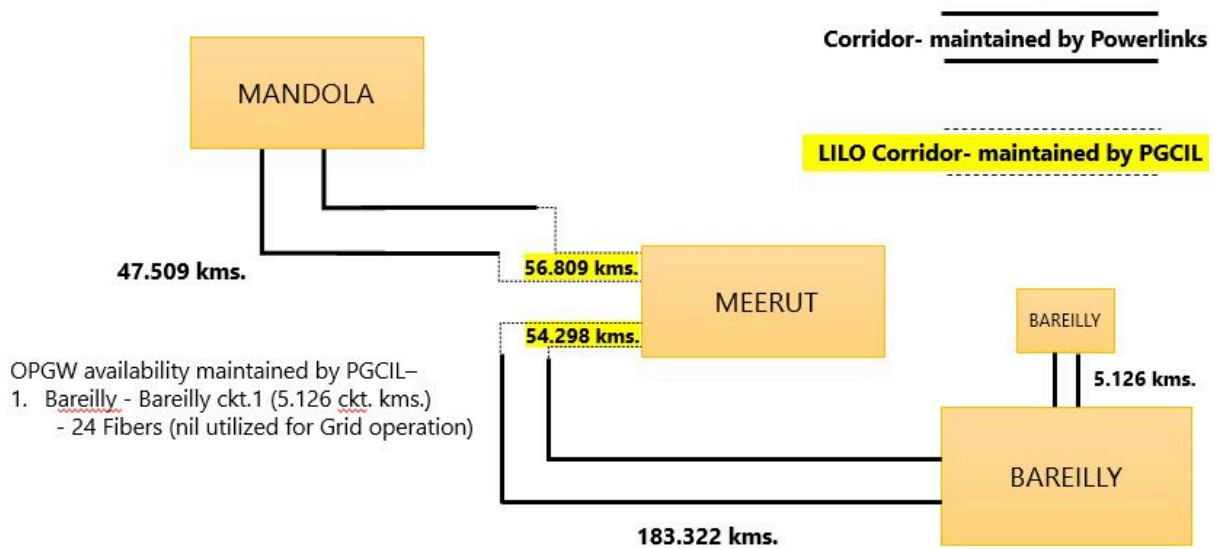 Corridor- maintained by Powerlinks
MANDOLA
LILO Corridor- maintained by PGCIL
47.509 kms.
56.809 kms.
MEERUT
54.298 kms.
BAREILLY
5.126 kms.
OPGW availability maintained by PGCIL–
1. Bareilly - Bareilly ckt.1 (5.126 ckt. kms.)
- 24 Fibers (nil utilized for Grid operation)
BAREILLY
183.322 kms.